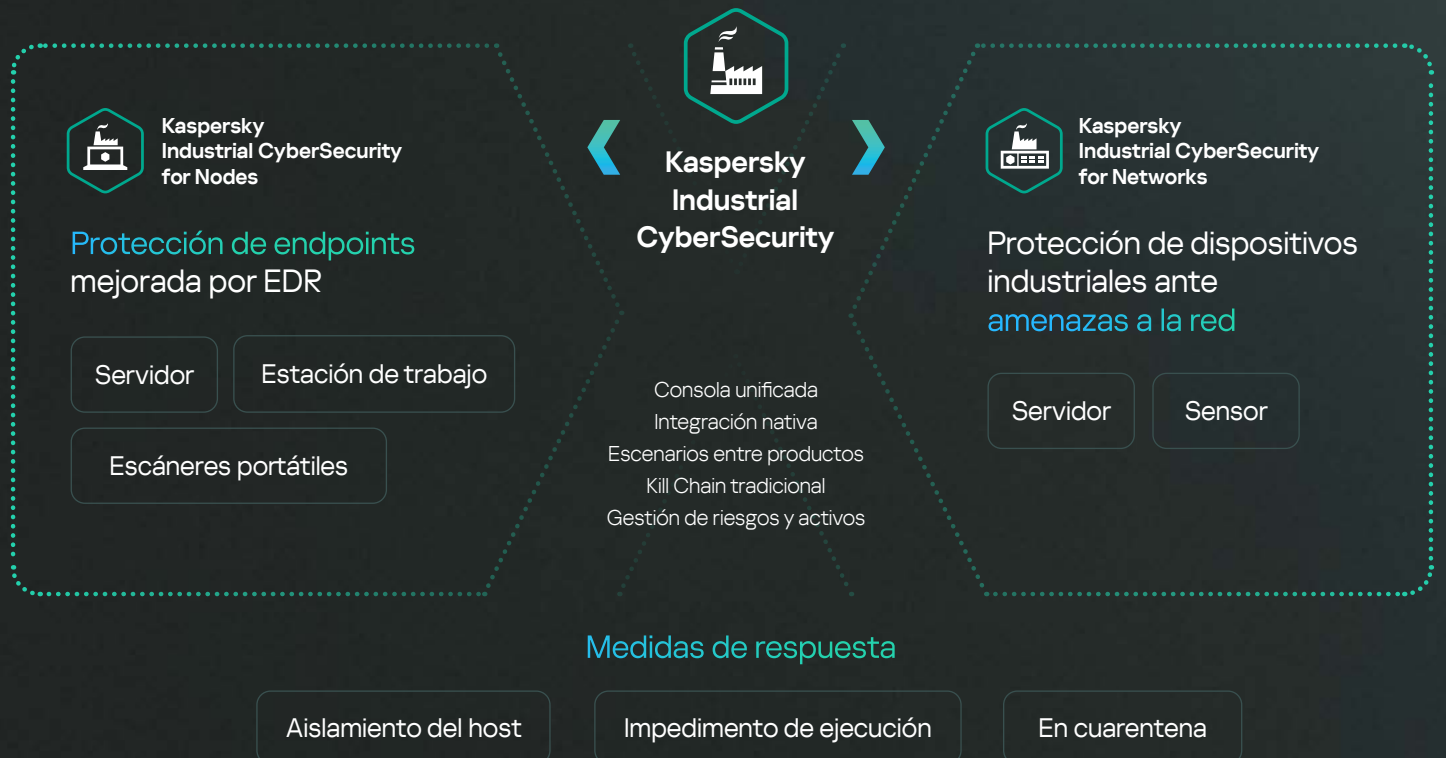 Kaspersky
Industrial CyberSecurity
for Nodes
Protección de endpoints
mejorada por EDR
Servidor
Estación de trabajo
Escáneres portátiles
Kaspersky
Industrial
CyberSecurity
Consola unificada
Integración nativa
Escenarios entre productos
Kill Chain tradicional
Gestión de riesgos y activos
Kaspersky
Industrial CyberSecurity
for Networks
Protección de dispositivos
industriales ante
amenazas a la red
Servidor
Sensor
Medidas de respuesta
Aislamiento del host
Impedimento de ejecución
En cuarentena